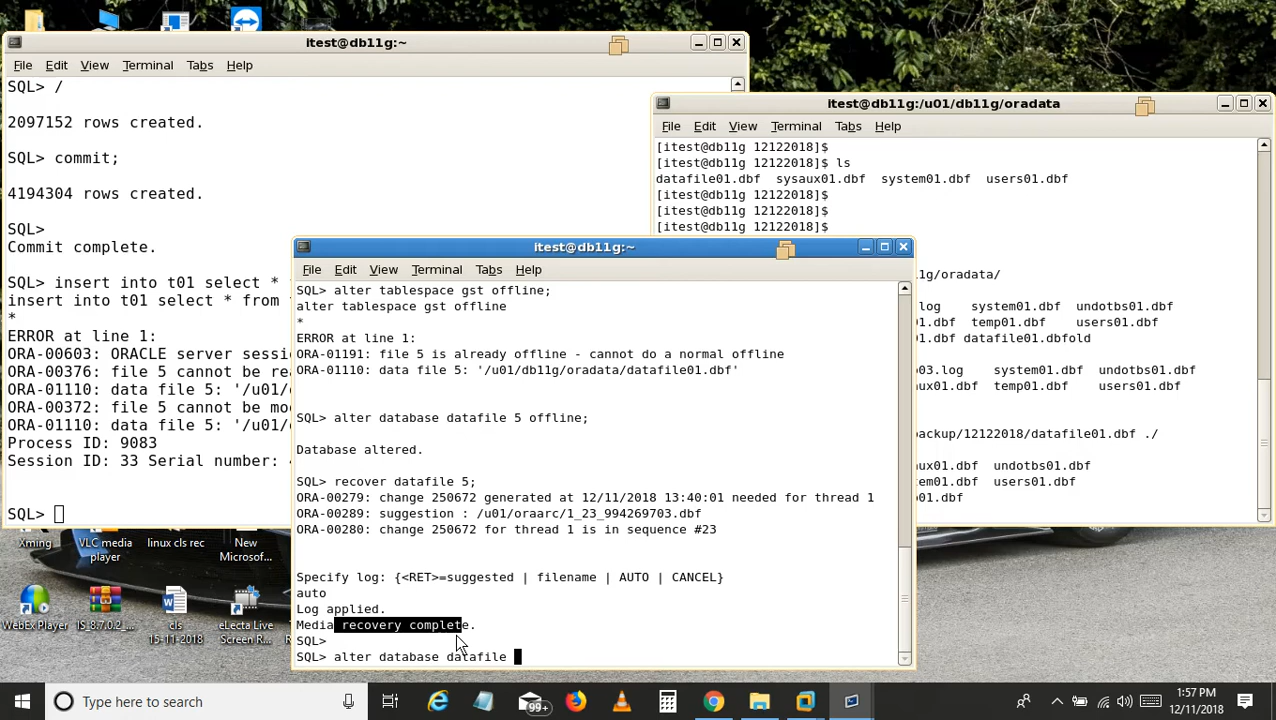 itest@db11g:~
File Edit View Terminal Tabs Help
SQL> /
2097152 rows created.
SQL> commit;
4194304 rows created.
SQL>
Commit complete.
SQL> insert into t01 select *
insert into t01 select * from
*
ERROR at line 1:
ORA-00603: ORACLE server sessi
ORA-00376: file 5 cannot be re
ORA-01110: data file 5: '/u01/
ORA-00372: file 5 cannot be mo
ORA-01110: data file 5: '/u01/
Process ID: 9083
Session ID: 33 Serial number:
SQL>
itest@db11g:/u01/db11g/oradata
File Edit View Terminal Tabs Help
[itest@db11g 12122018]$
[itest@db11g 12122018]$ ls
datafile01.dbf sysaux01.dbf system01.dbf users01.dbf
[itest@db11g 12122018]$
[itest@db11g 12122018]$
[itest@db11g 12122018]$
1g/oradata/
.log system01.dbf undotbs01.dbf
.dbf temp01.dbf users01.dbf
01.dbf datafile01.dbfold
03.log system01.dbf undotbs01.dbf
aux01.dbf temp01.dbf users01.dbf
backup/12122018/datafile01.dbf ./
ux01.dbf undotbs01.dbf
em01.dbf users01.dbf
01.dbf
itest@db11g:~
File Edit View Terminal Tabs Help
SQL> alter tablespace gst offline;
alter tablespace gst offline
*
ERROR at line 1:
ORA-01191: file 5 is already offline - cannot do a normal offline
ORA-01110: data file 5: '/u01/db11g/oradata/datafile01.dbf'
SQL> alter database datafile 5 offline;
Database altered.
SQL> recover datafile 5;
ORA-00279: change 250672 generated at 12/11/2018 13:40:01 needed for thread 1
ORA-00289: suggestion : /u01/oraarc/1_23_994269703.dbf
ORA-00280: change 250672 for thread 1 is in sequence #23
Specify log: {<RET>=suggested | filename | AUTO | CANCEL}
auto
Log applied.
Media recovery complete.
SQL>
SQL> alter database datafile
Xming
VLC media player
linux cls rec
New Microsof...
WebEx Player
JS_8.7.0.2_...
cls 15-11-2018
eLecta Live Screen R...
Type here to search
99+
1:57 PM
12/11/2018